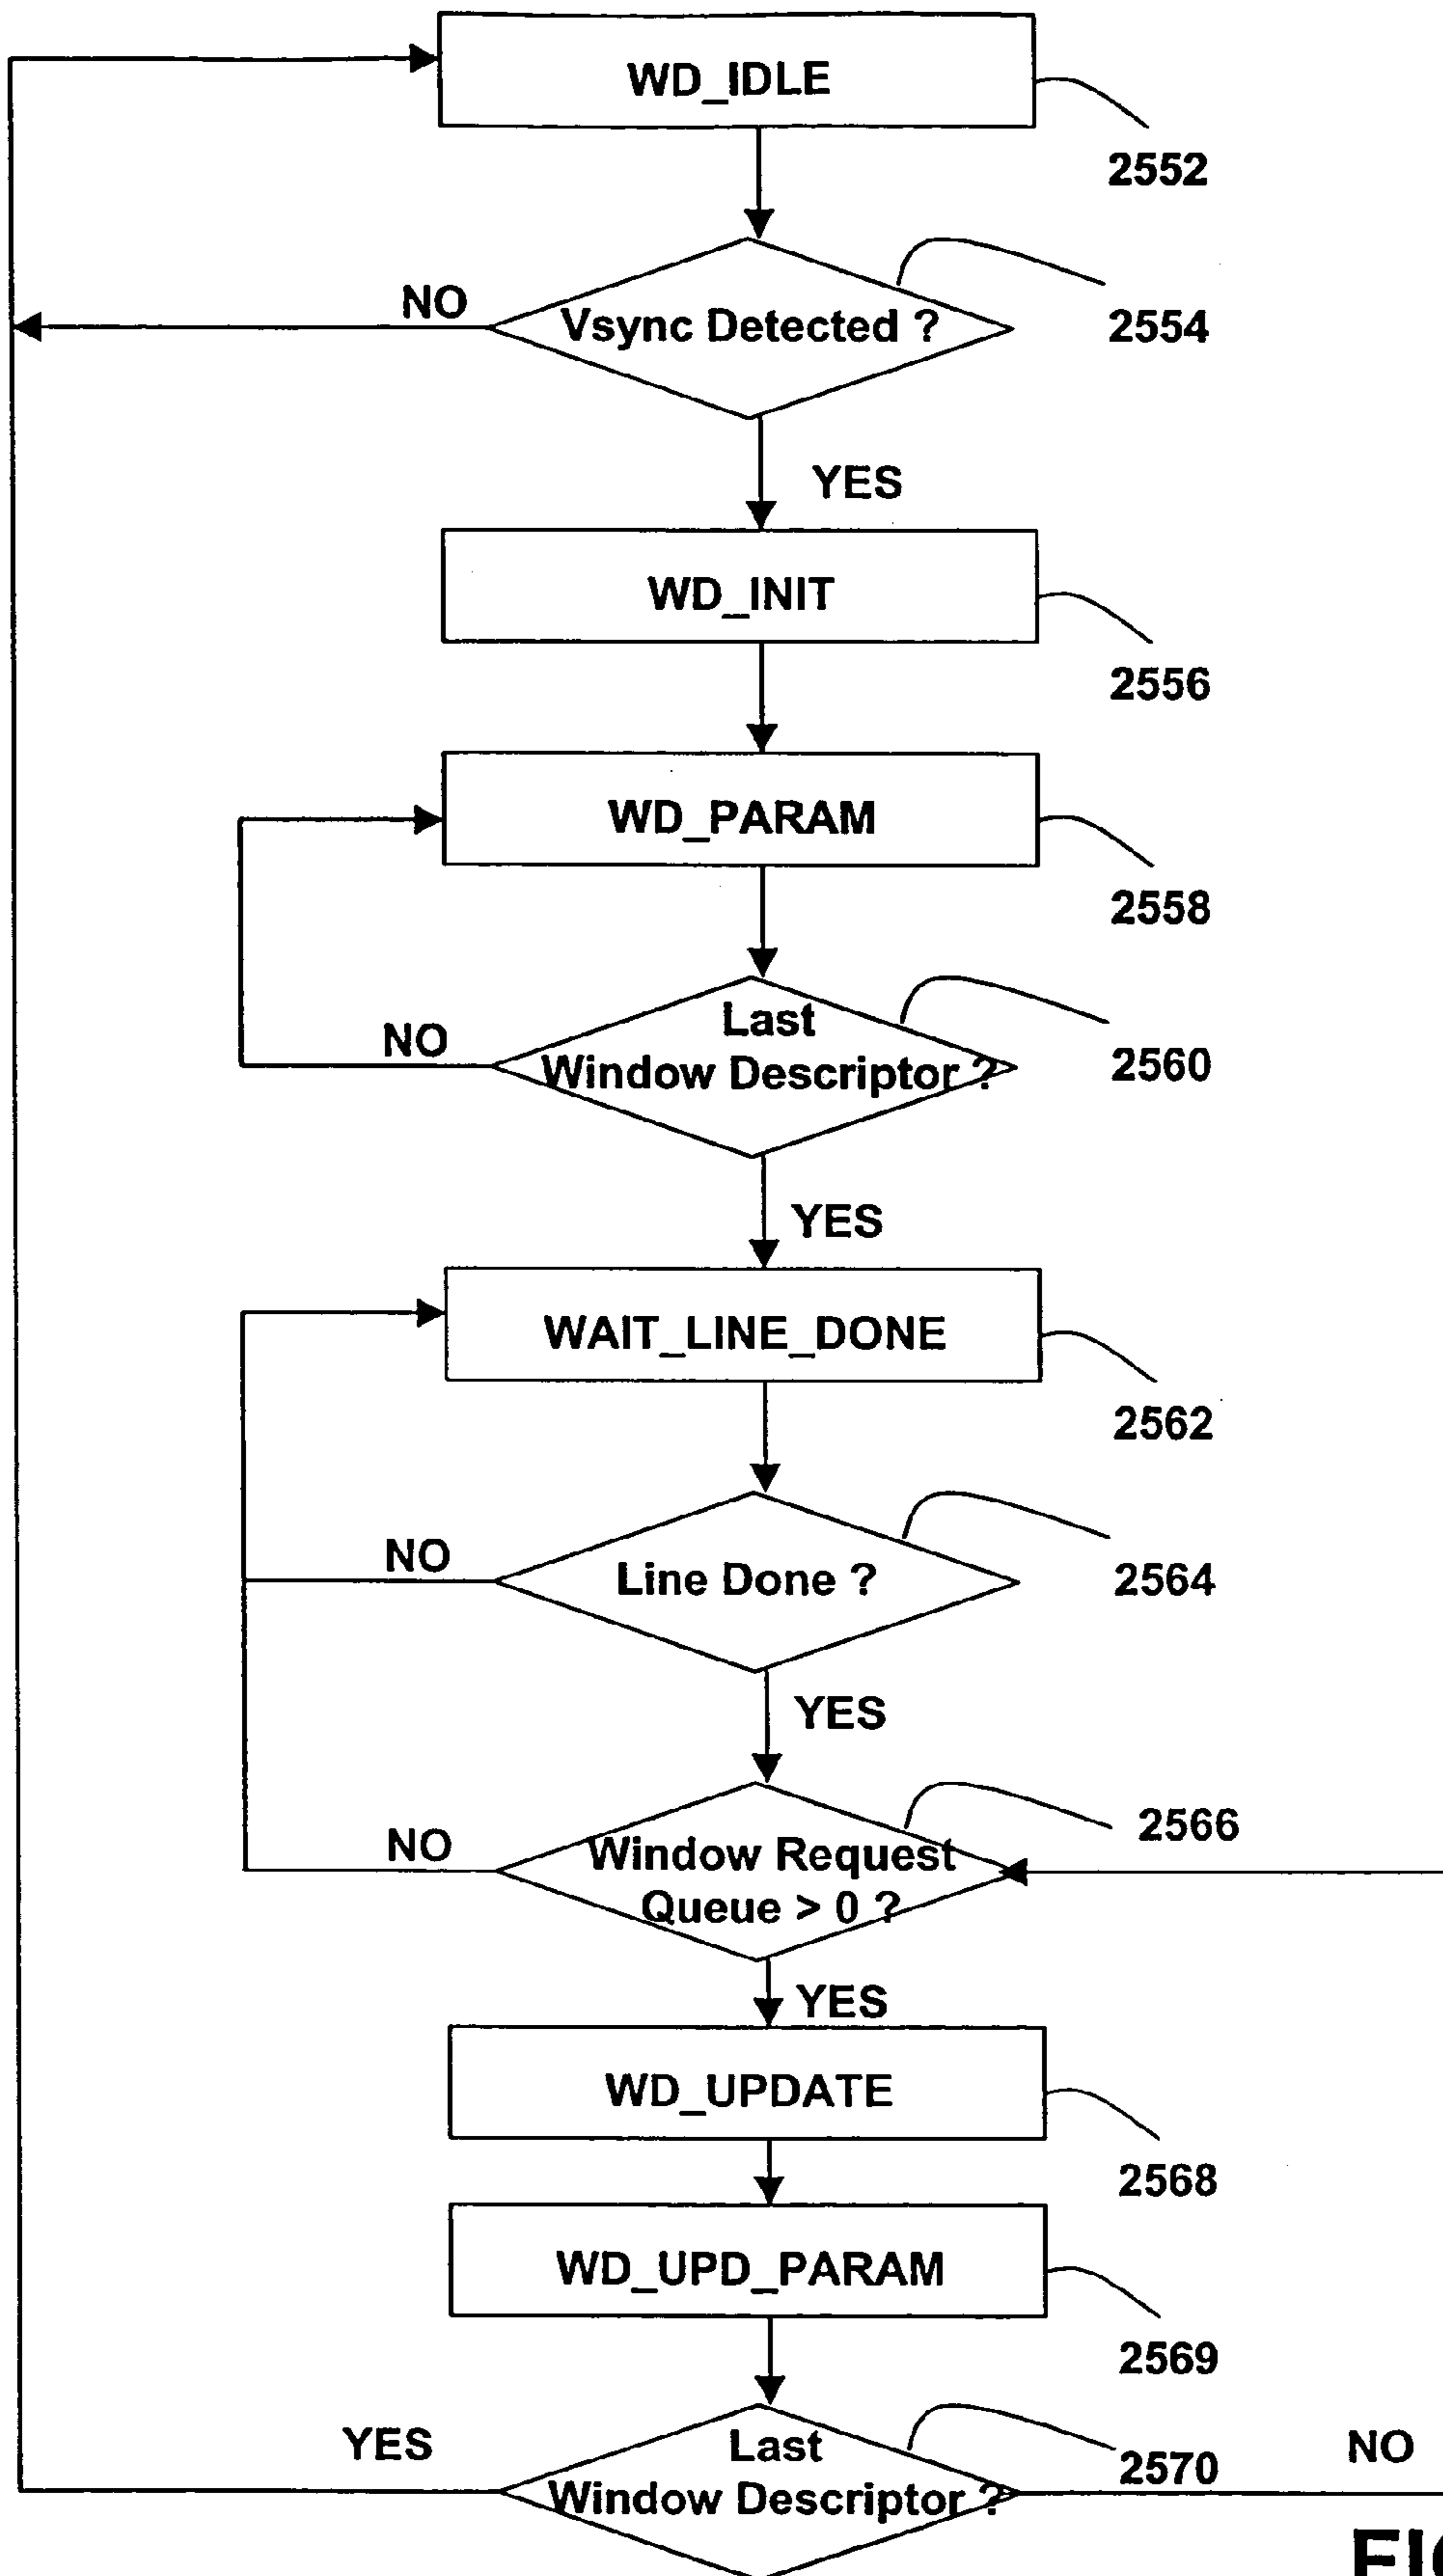 WD_IDLE
2552
NO
Vsync Detected ?
2554
YES
WD_INIT
2556
WD_PARAM
2558
Last
NO
Window Descriptor ?
2560
YES
WAIT_LINE_DONE
2562
NO
Line Done ?
2564
YES
2566
NO
Window Request
Queue > 0 ?
YES
WD_UPDATE
2568
WD_UPD_PARAM
2569
YES
Last
NO
Window Descriptor ?
2570